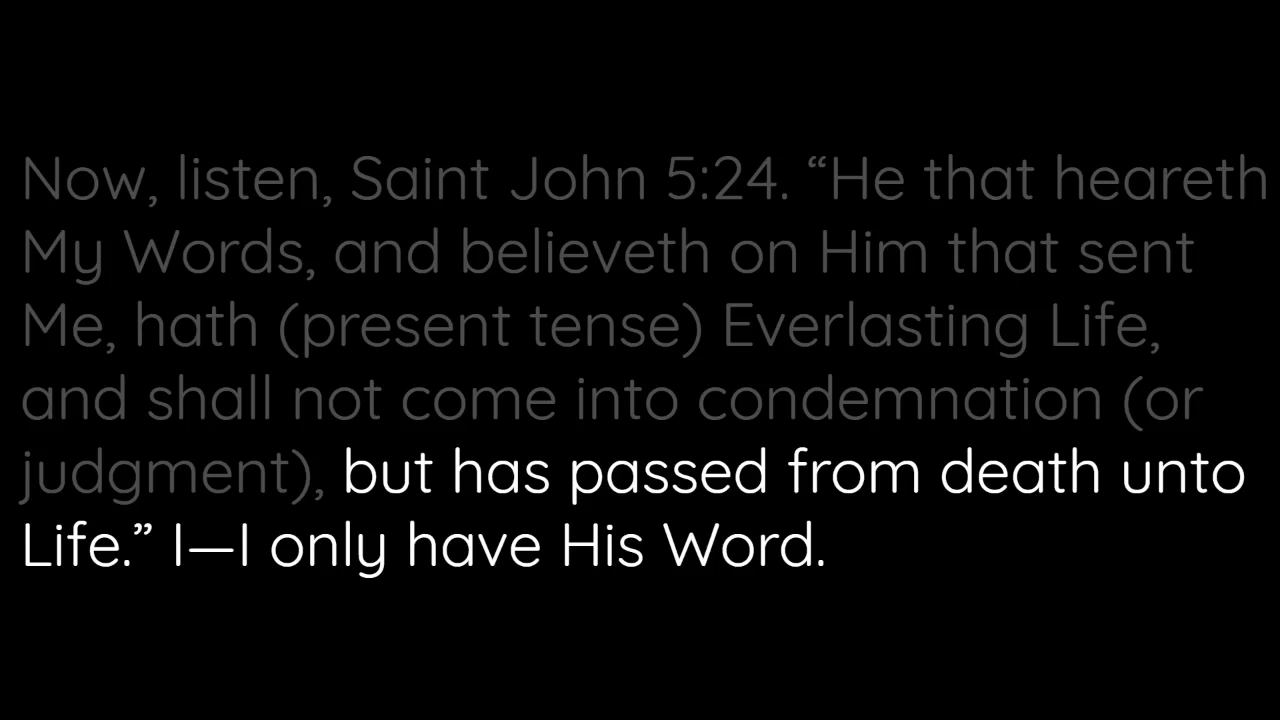 Now, listen, Saint John 5:24. “He that heareth
My Words, and believeth on Him that sent
Me, hath (present tense) Everlasting Life,
and shall not come into condemnation (or
judgment), but has passed from death unto
Life.” I—I only have His Word.